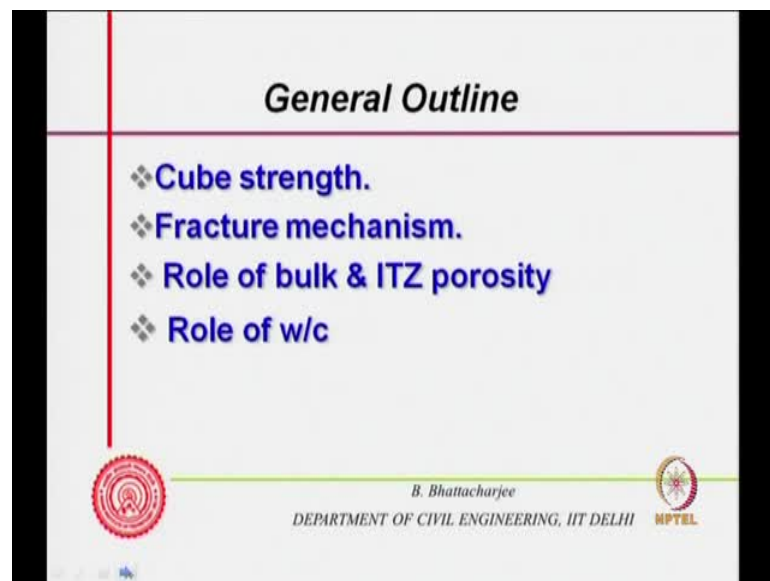 General Outline
❖Cube strength.
❖Fracture mechanism.
❖ Role of bulk & ITZ porosity
❖ Role of w/c
B. Bhattacharjee
DEPARTMENT OF CIVIL ENGINEERING, IIT DELHI
NPTEL